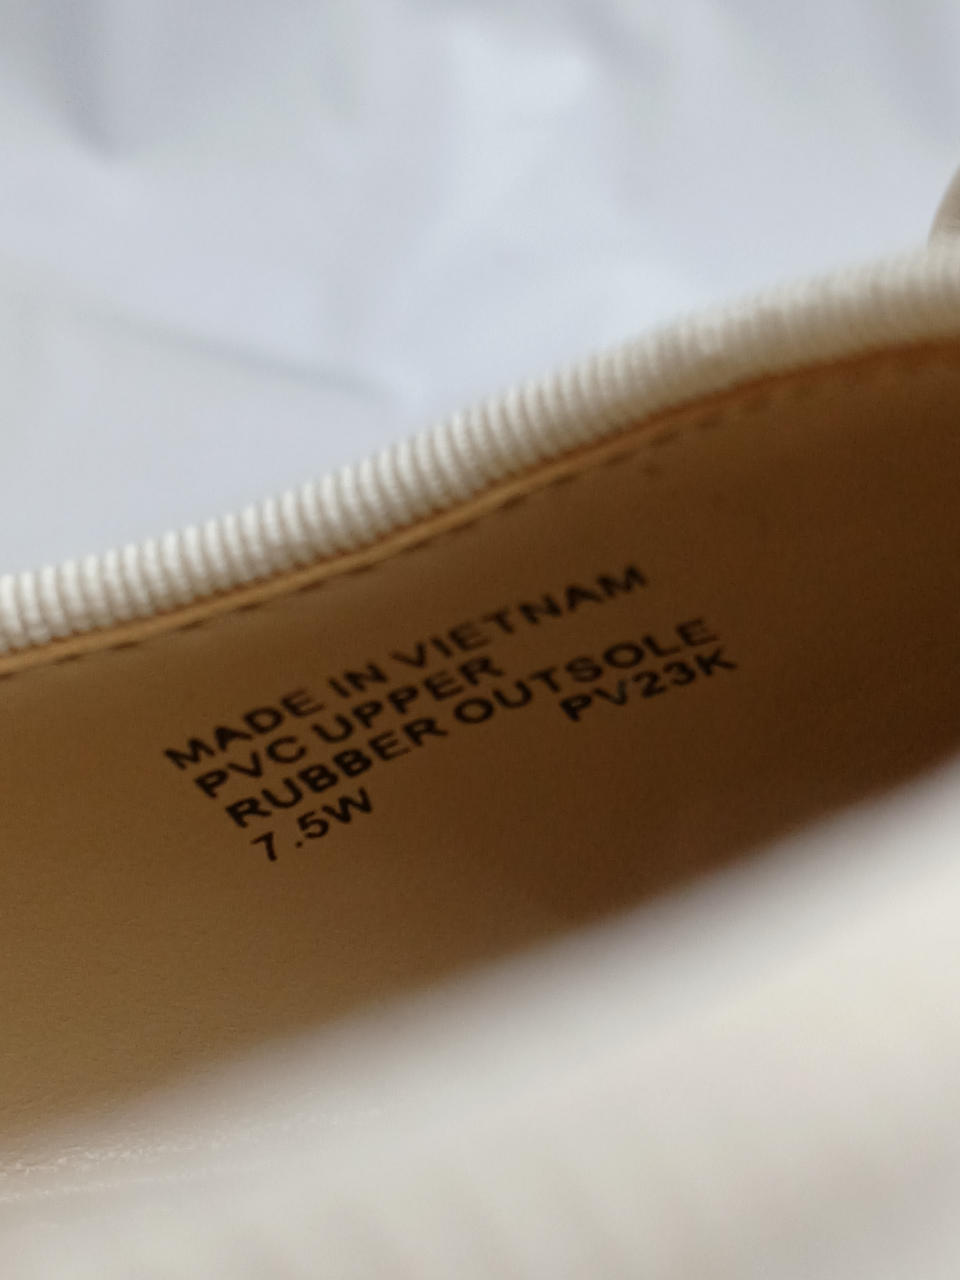 MADE IN VIETNAM
PVC UPPER
RUBBER OUTSOLE
7.5W PV23K